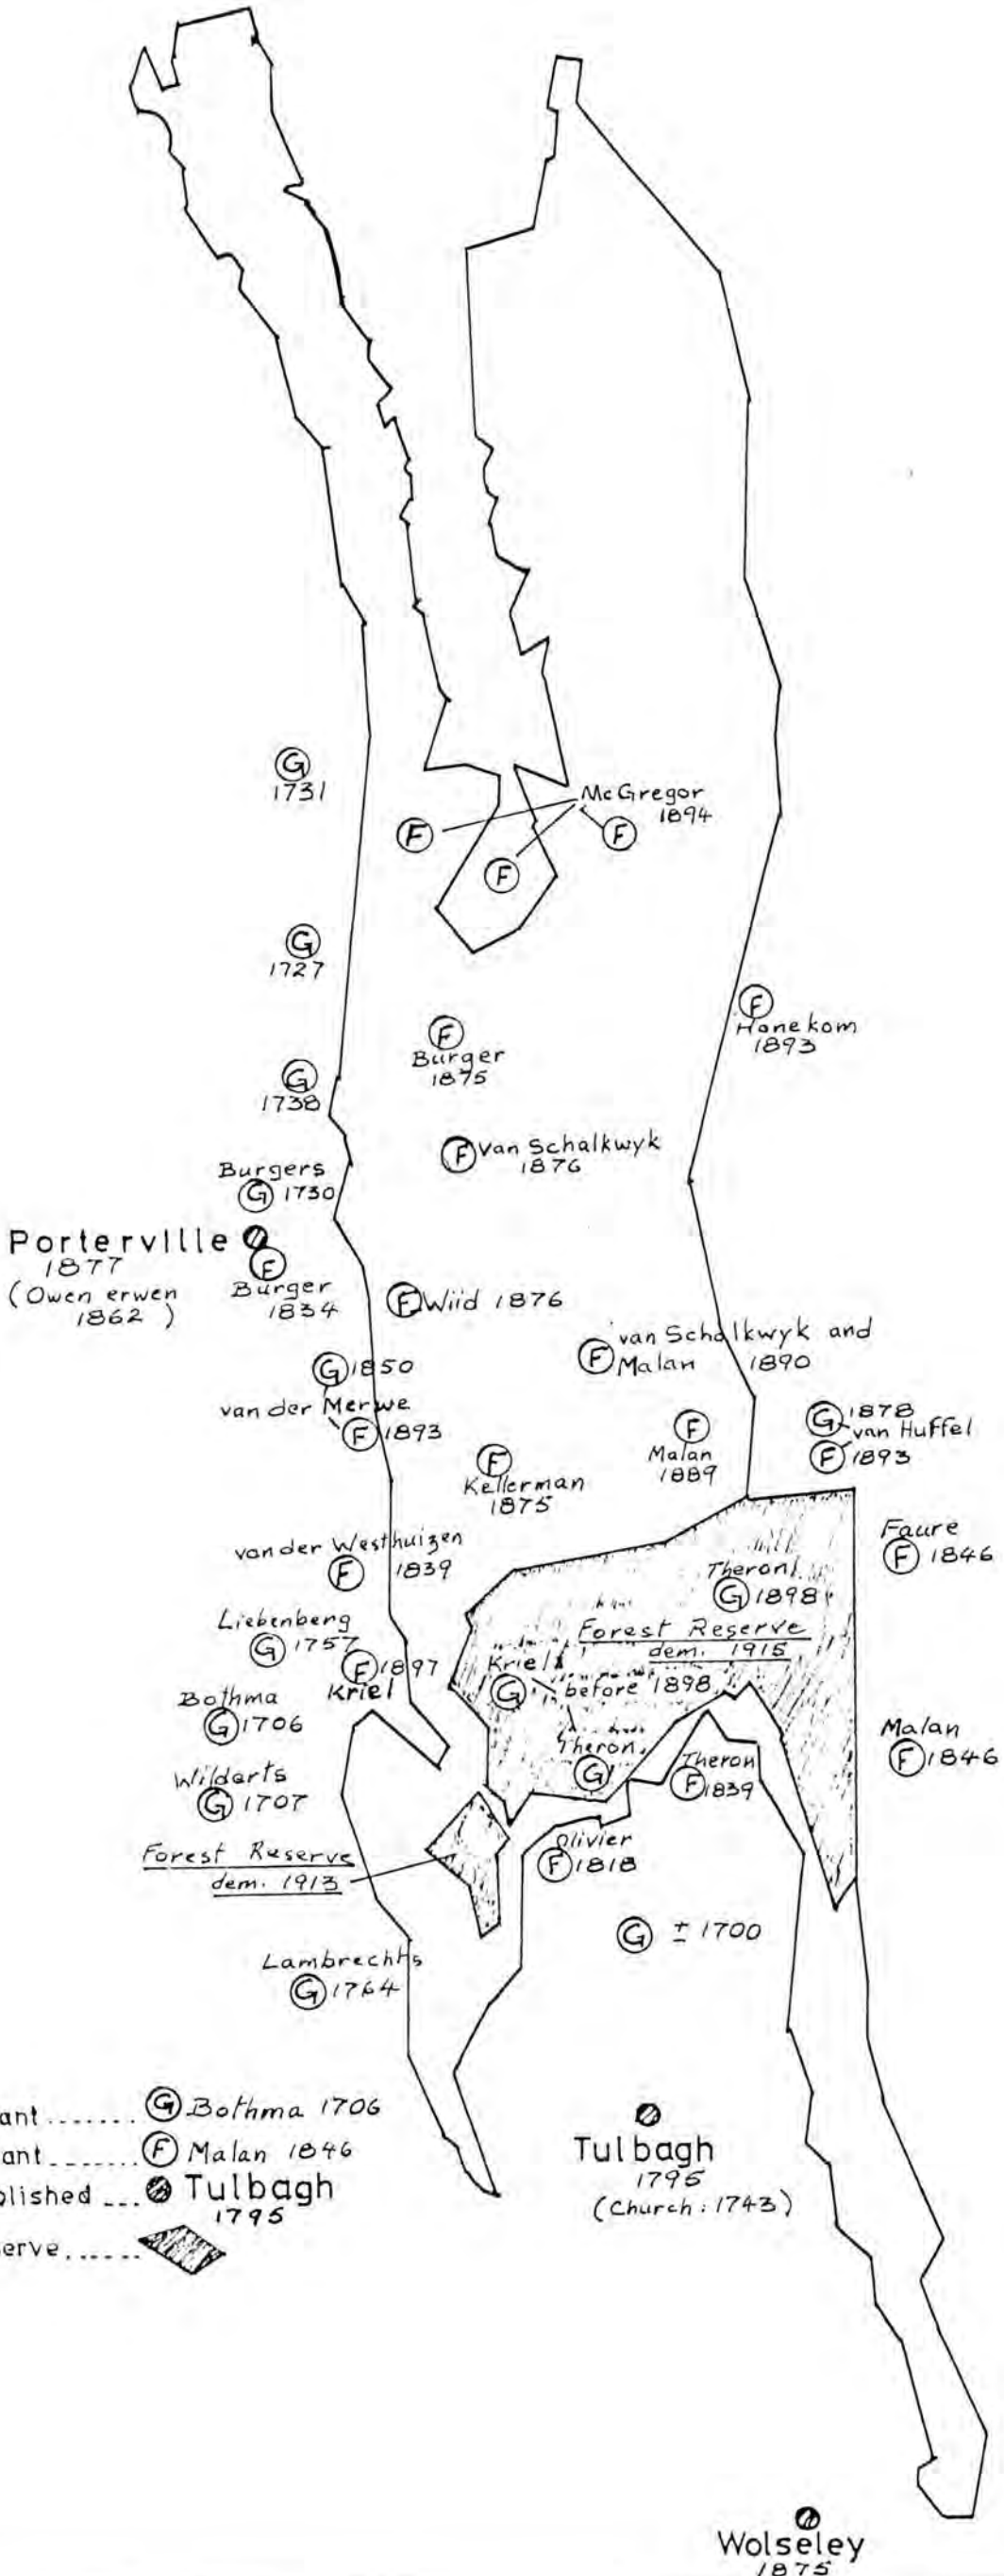 G
1731
McGregor
1894
F
F
F
G
1727
F
Hanekom
1893
F
Burger
1875
G
1738
F van Schalkwyk
1876
Burgers
G 1730
Porterville
1877
(Owen erwen
1862)
F
Burger
1834
F Wiid 1876
van Schalkwyk and
F Malan 1890
G 1850
van der Merwe
F 1893
G 1878
van Huffel
F 1893
F
Malan
1889
F
Kellerman
1875
Faure
F 1846
van der Westhuizen
F 1839
Theron
G 1898
Forest Reserve
dem. 1915
Liebenberg
G 1757
F 1897
Kriel
Kriel
G before 1898
Bothma
G 1706
Theron
G
Theron
F 1839
Malan
F 1846
Wildarts
G 1707
Forest Reserve
dem. 1913
Olivier
F 1818
G ± 1700
Lambrechts
G 1764
ant ....... G Bothma 1706
ant ....... F Malan 1846
blished ... Tulbagh
1795
erve ......
Tulbagh
1795
(Church: 1743)
Wolseley
1875